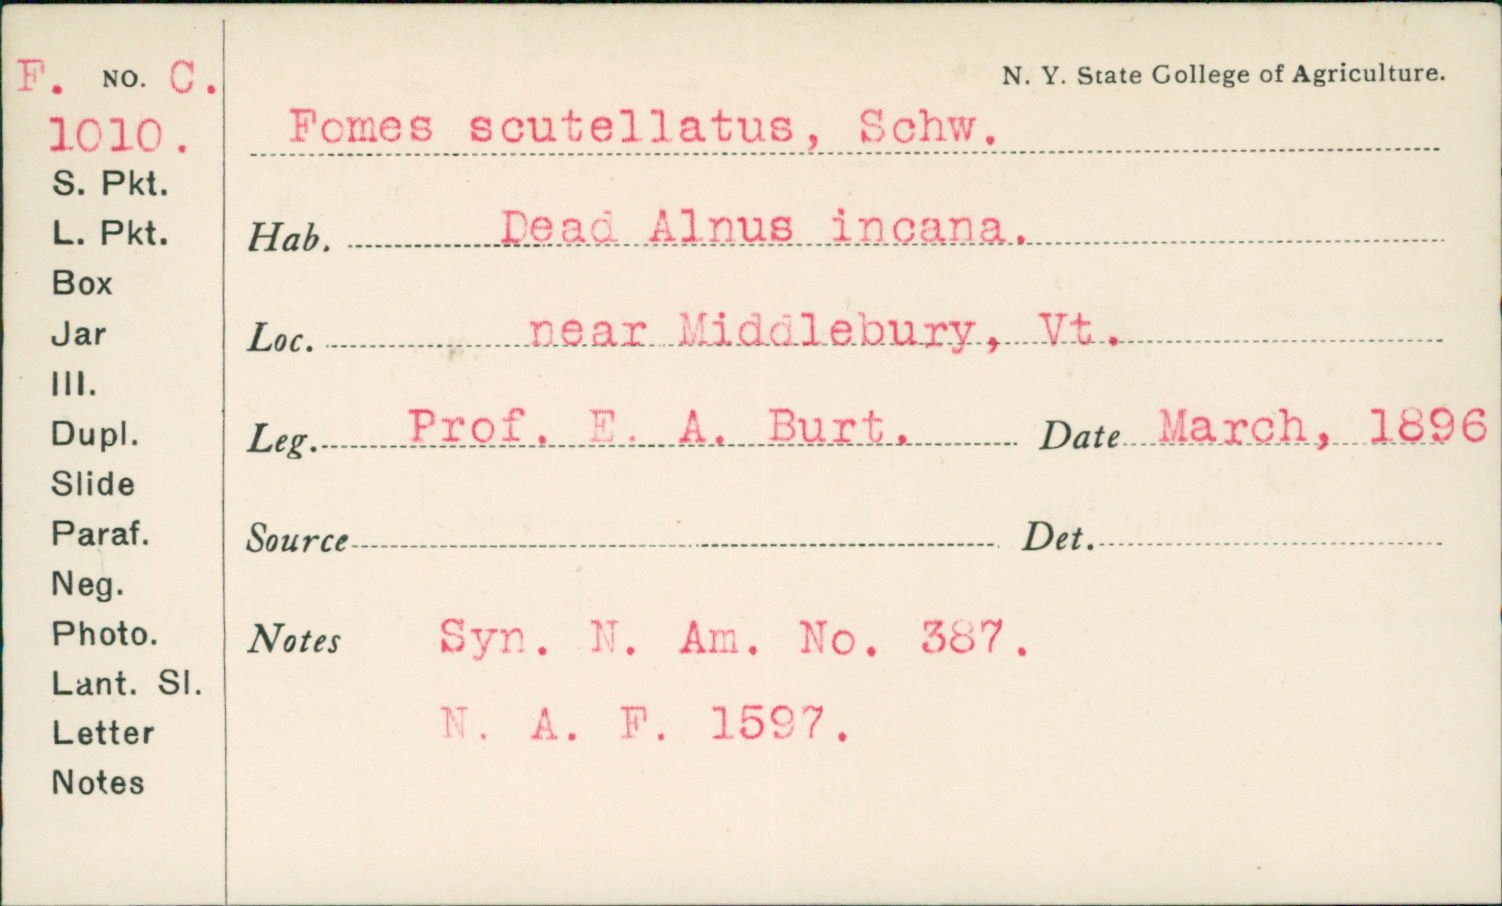 F. NO. C.
1010.
N. Y. State College of Agriculture.
Fomes scutellatus, Schw.
S. Pkt.
L. Pkt.
Box
Jar
Ill.
Dupl.
Slide
Paraf.
Neg.
Photo.
Lant. Sl.
Letter
Notes
Hab. Dead Alnus incana.
Loc. near Middlebury, Vt.
Leg. Prof. E. A. Burt. Date March, 1896
Source Det.
Notes Syn. N. Am. No. 387.
N. A. F. 1597.